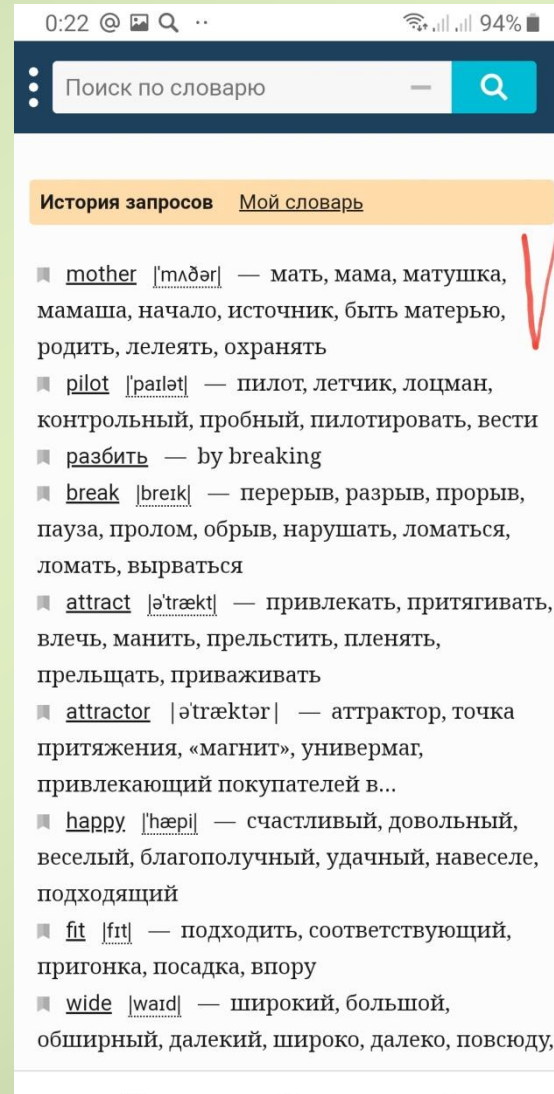 0:22 @ 94%
Поиск по словарю
История запросов Мой словарь
mother |ˈmʌðər| — мать, мама, матушка,
мамаша, начало, источник, быть матерью,
родить, лелеять, охранять
pilot |ˈpaɪlət| — пилот, летчик, лоцман,
контрольный, пробный, пилотировать, вести
разбить — by breaking
break |breɪk| — перерыв, разрыв, прорыв,
пауза, пролом, обрыв, нарушать, ломаться,
ломать, вырваться
attract |əˈtrækt| — привлекать, притягивать,
влечь, манить, прельстить, пленять,
прельщать, приваживать
attractor |əˈtræktər| — аттрактор, точка
притяжения, «магнит», универмаг,
привлекающий покупателей в...
happy |ˈhæpi| — счастливый, довольный,
веселый, благополучный, удачный, навеселе,
подходящий
fit |fɪt| — подходить, соответствующий,
пригонка, посадка, впору
wide |waɪd| — широкий, большой,
обширный, далекий, широко, далеко, повсюду,